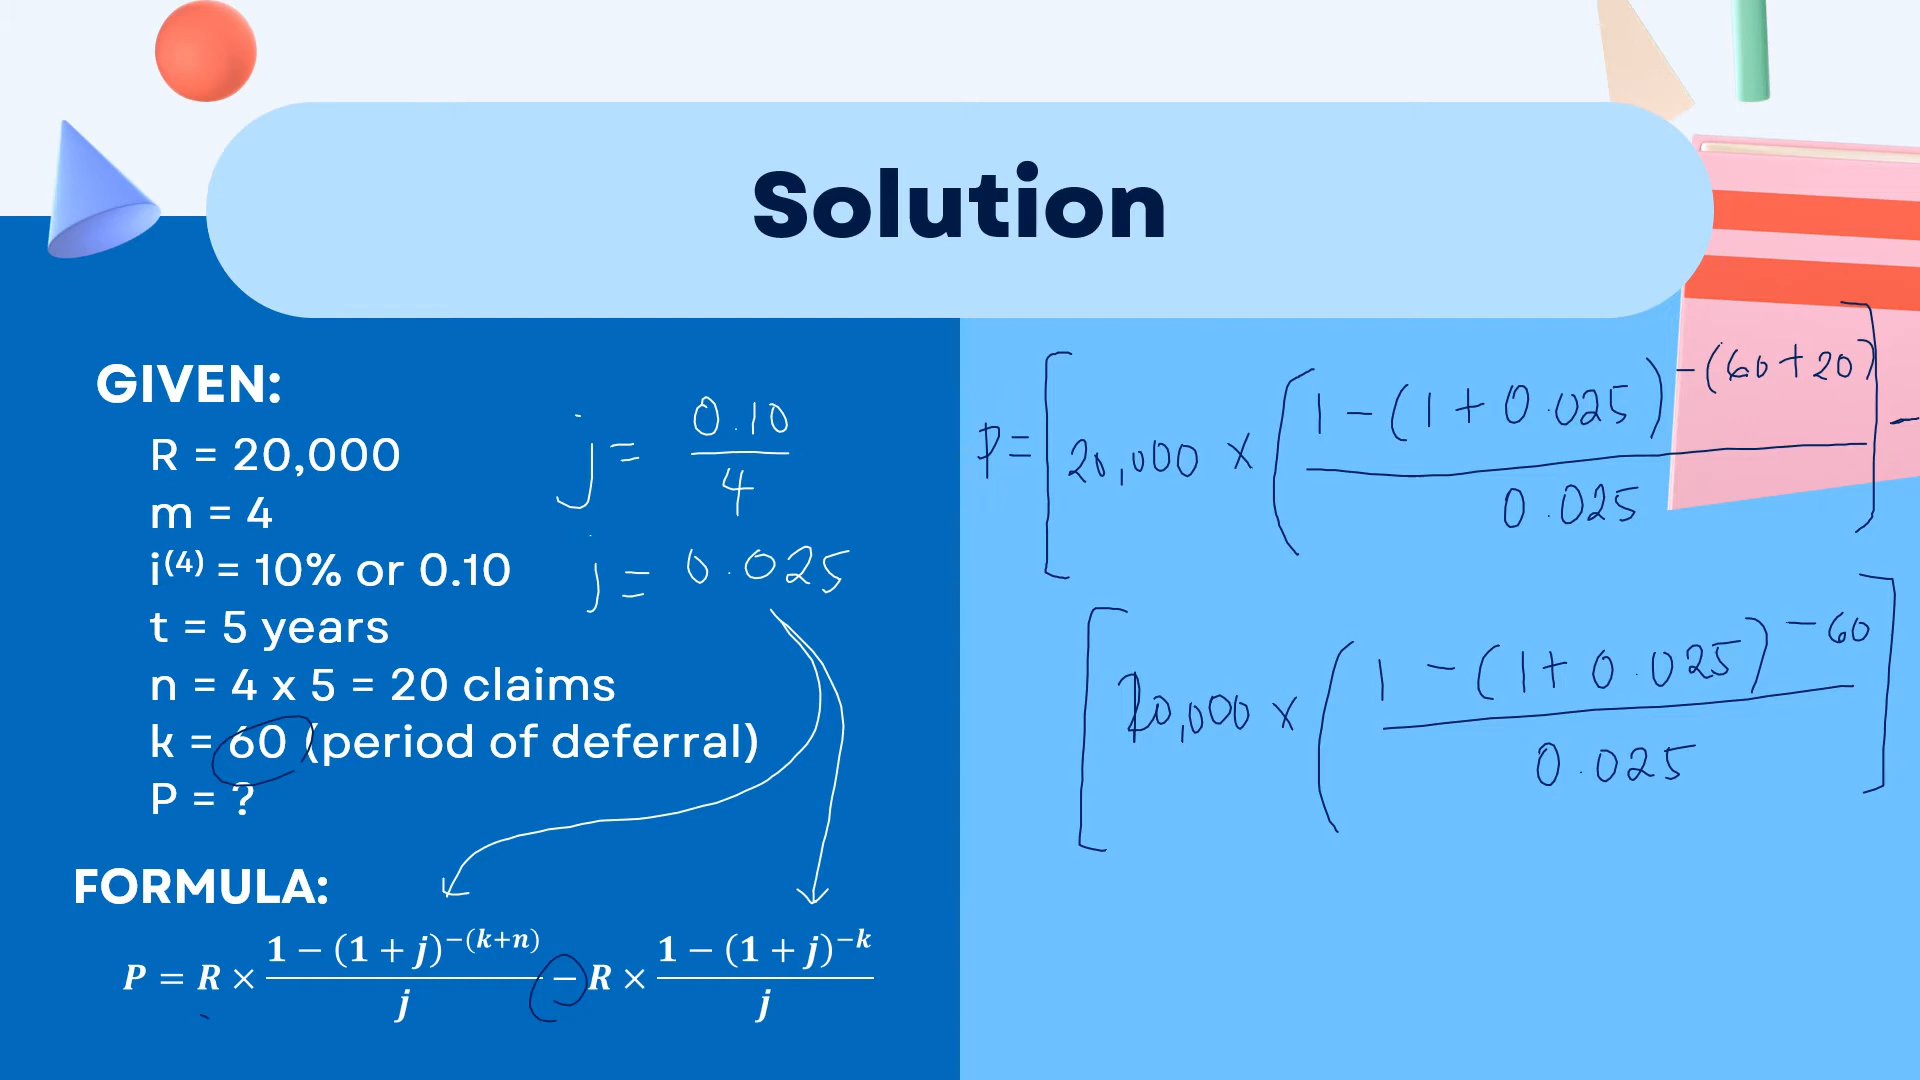 Solution
GIVEN:
R = 20,000
m = 4
i⁽⁴⁾ = 10% or 0.10
t = 5 years
n = 4 x 5 = 20 claims
k = 60 (period of deferral)
P = ?
j = 0.10/4
j = 0.025
FORMULA:
P = R × (1 − (1 + j)^−(k+n))/j − R × (1 − (1 + j)^−k)/j
P = [20,000 × ((1 − (1 + 0.025)^−(60+20))/0.025] −
[20,000 × ((1 − (1 + 0.025)^−60)/0.025]